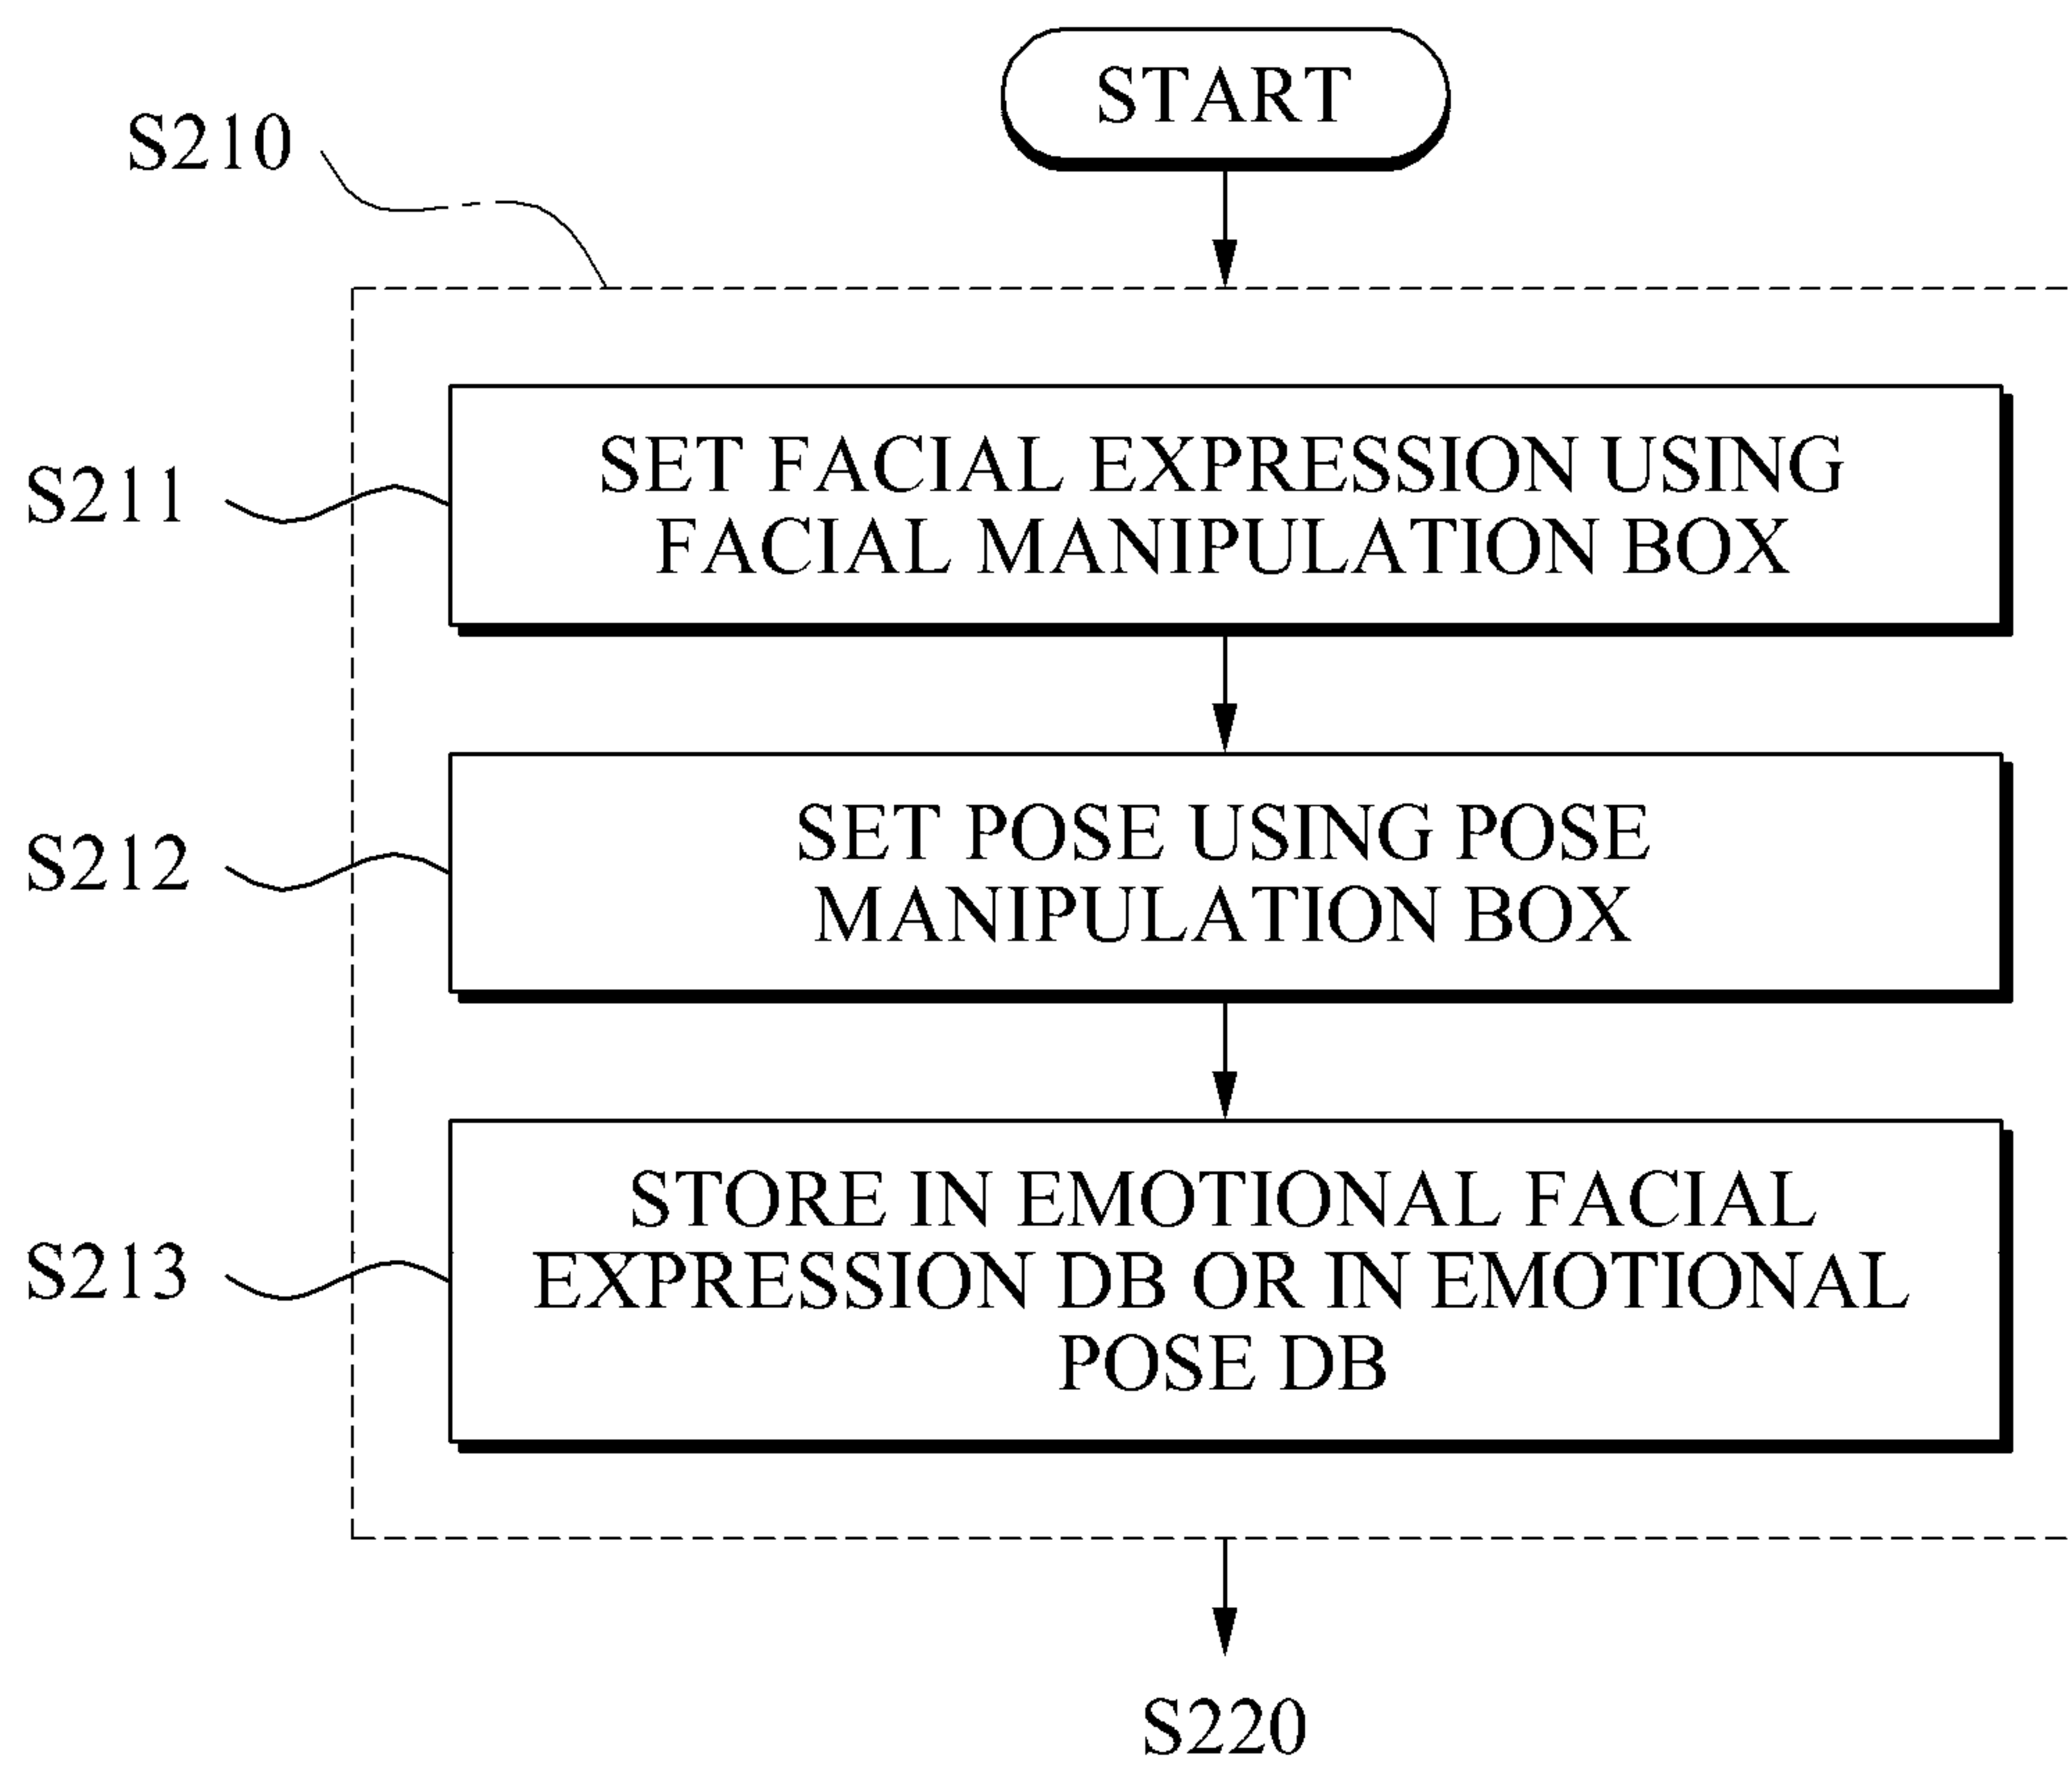 START
S210
S211
SET FACIAL EXPRESSION USING
FACIAL MANIPULATION BOX
S212
SET POSE USING POSE
MANIPULATION BOX
S213
STORE IN EMOTIONAL FACIAL
EXPRESSION DB OR IN EMOTIONAL
POSE DB
S220